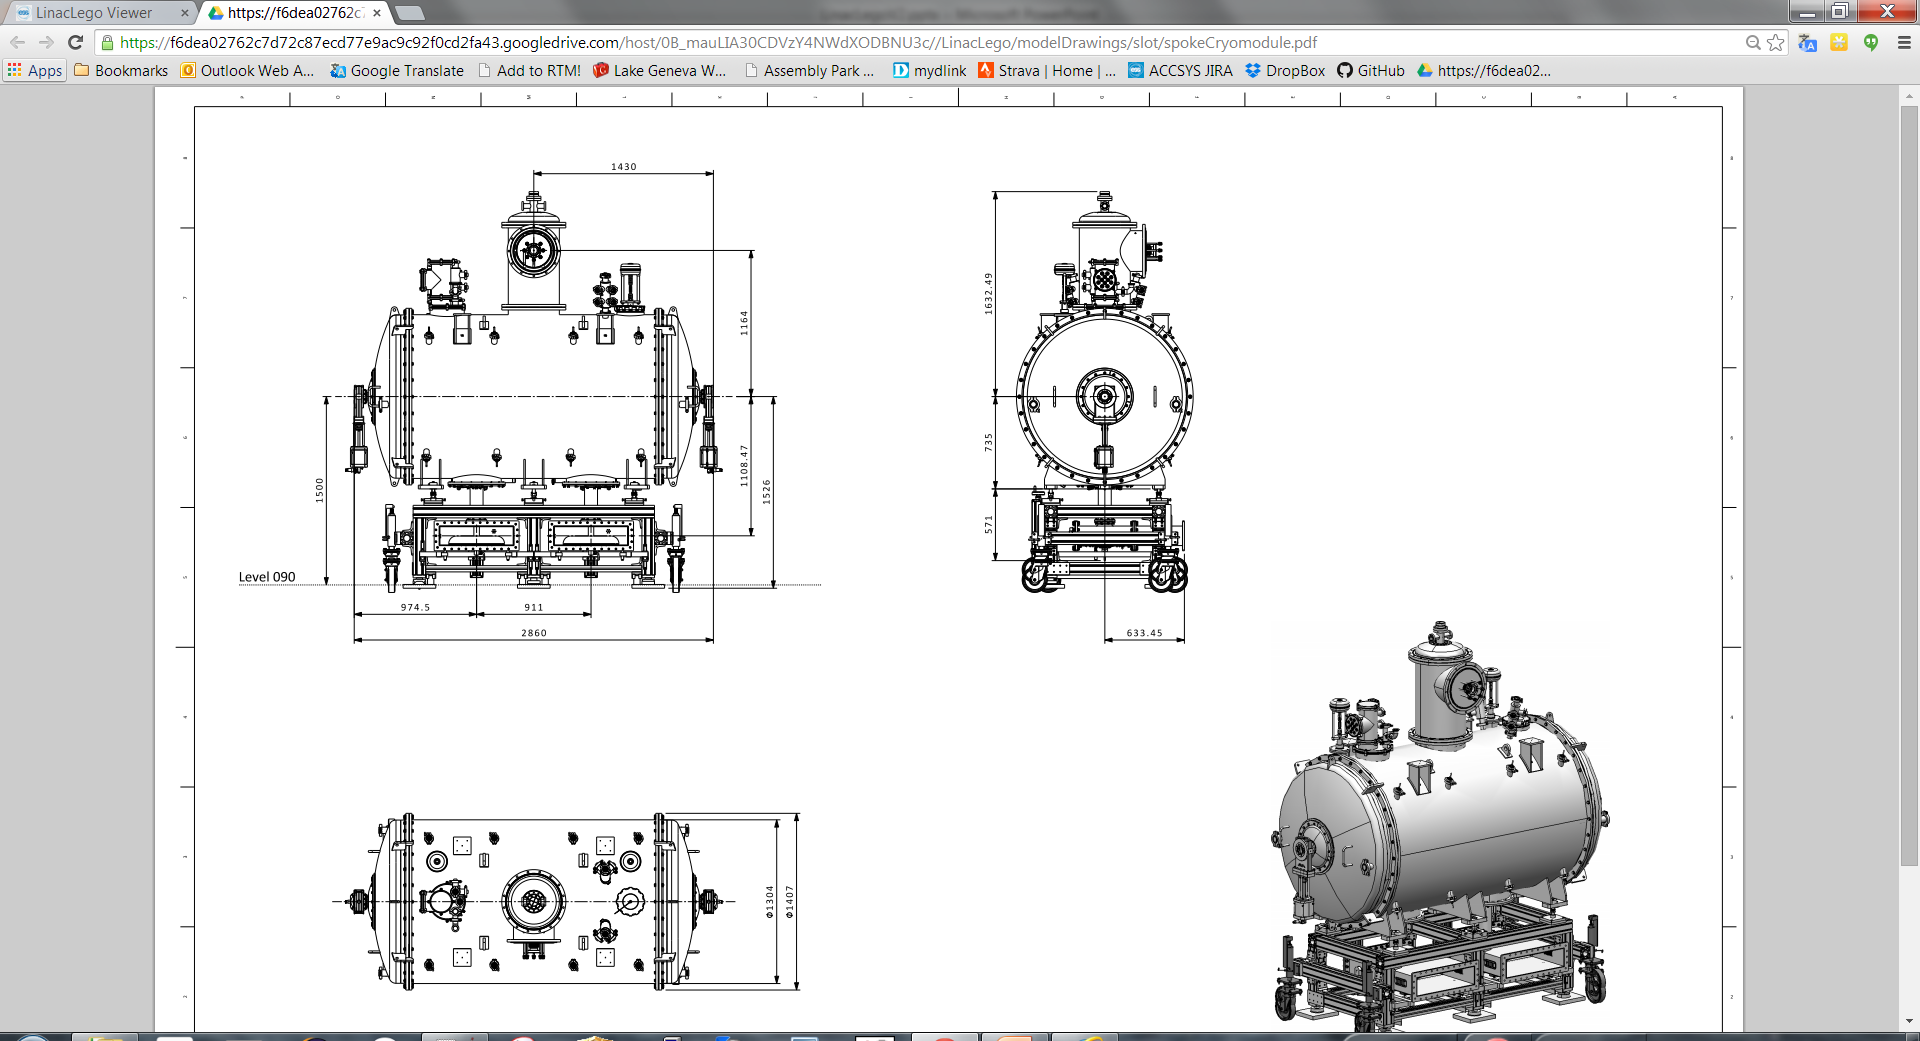 LinacLego Viewer
https://f6dea02762c7
https://f6dea02762c7d72c87ecd77e9ac9c92f0cd2fa43.googledrive.com/host/0B_mauLIA30CDVzY4NWdXODBNU3c//LinacLego/modelDrawings/slot/spokeCryomodule.pdf
Apps Bookmarks Outlook Web A... Google Translate Add to RTM! Lake Geneva W... Assembly Park ... mydlink Strava | Home | ... ACCSYS JIRA DropBox GitHub https://f6dea02...
1430
1164
1632.49
1500
1108.47
1526
735
571
Level 090
974.5
911
2860
633.45
Φ1304
Φ1407